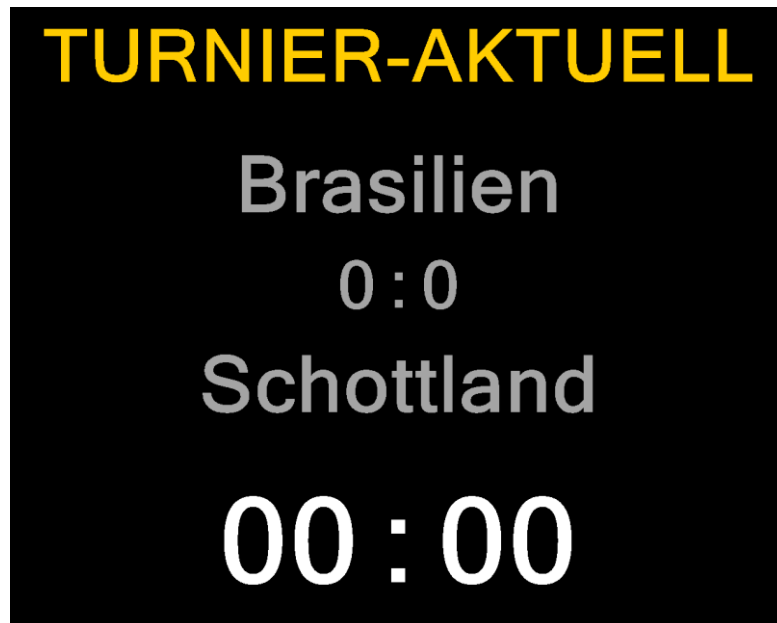 TURNIER-AKTUELL
Brasilien
0 : 0
Schottland
00 : 00